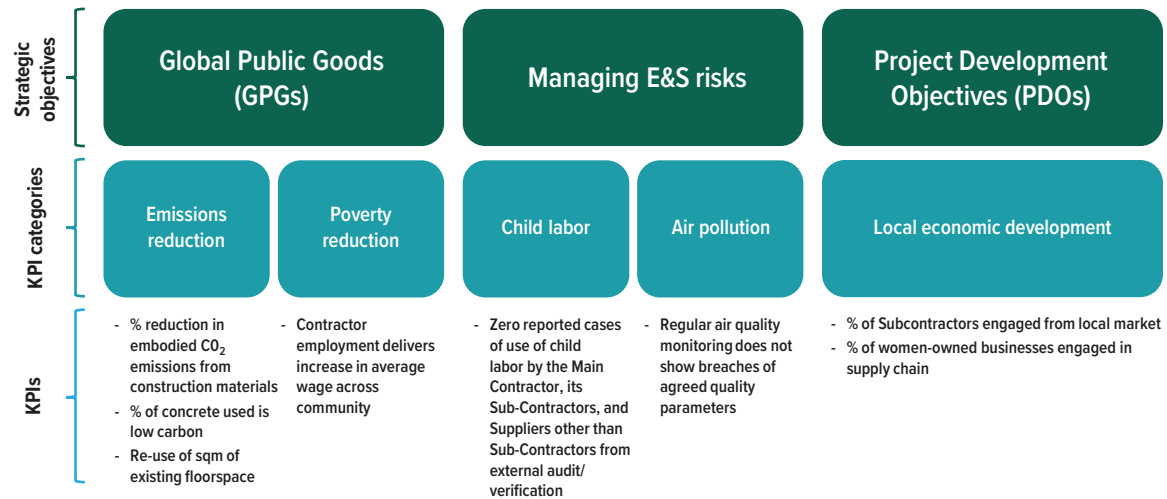 Strategic
objectives
Global Public Goods
(GPGs)
Managing E&S risks
Project Development
Objectives (PDOs)
KPI categories
Emissions
reduction
Poverty
reduction
Child labor
Air pollution
Local economic development
KPIs
- % reduction in
embodied CO₂
emissions from
construction materials
- % of concrete used is
low carbon
- Re-use of sqm of
existing floorspace
- Contractor
employment delivers
increase in average
wage across
community
- Zero reported cases
of use of child
labor by the Main
Contractor, its
Sub-Contractors, and
Suppliers other than
Sub-Contractors from
external audit/
verification
- Regular air quality
monitoring does not
show breaches of
agreed quality
parameters
- % of Subcontractors engaged from local market
- % of women-owned businesses engaged in
supply chain